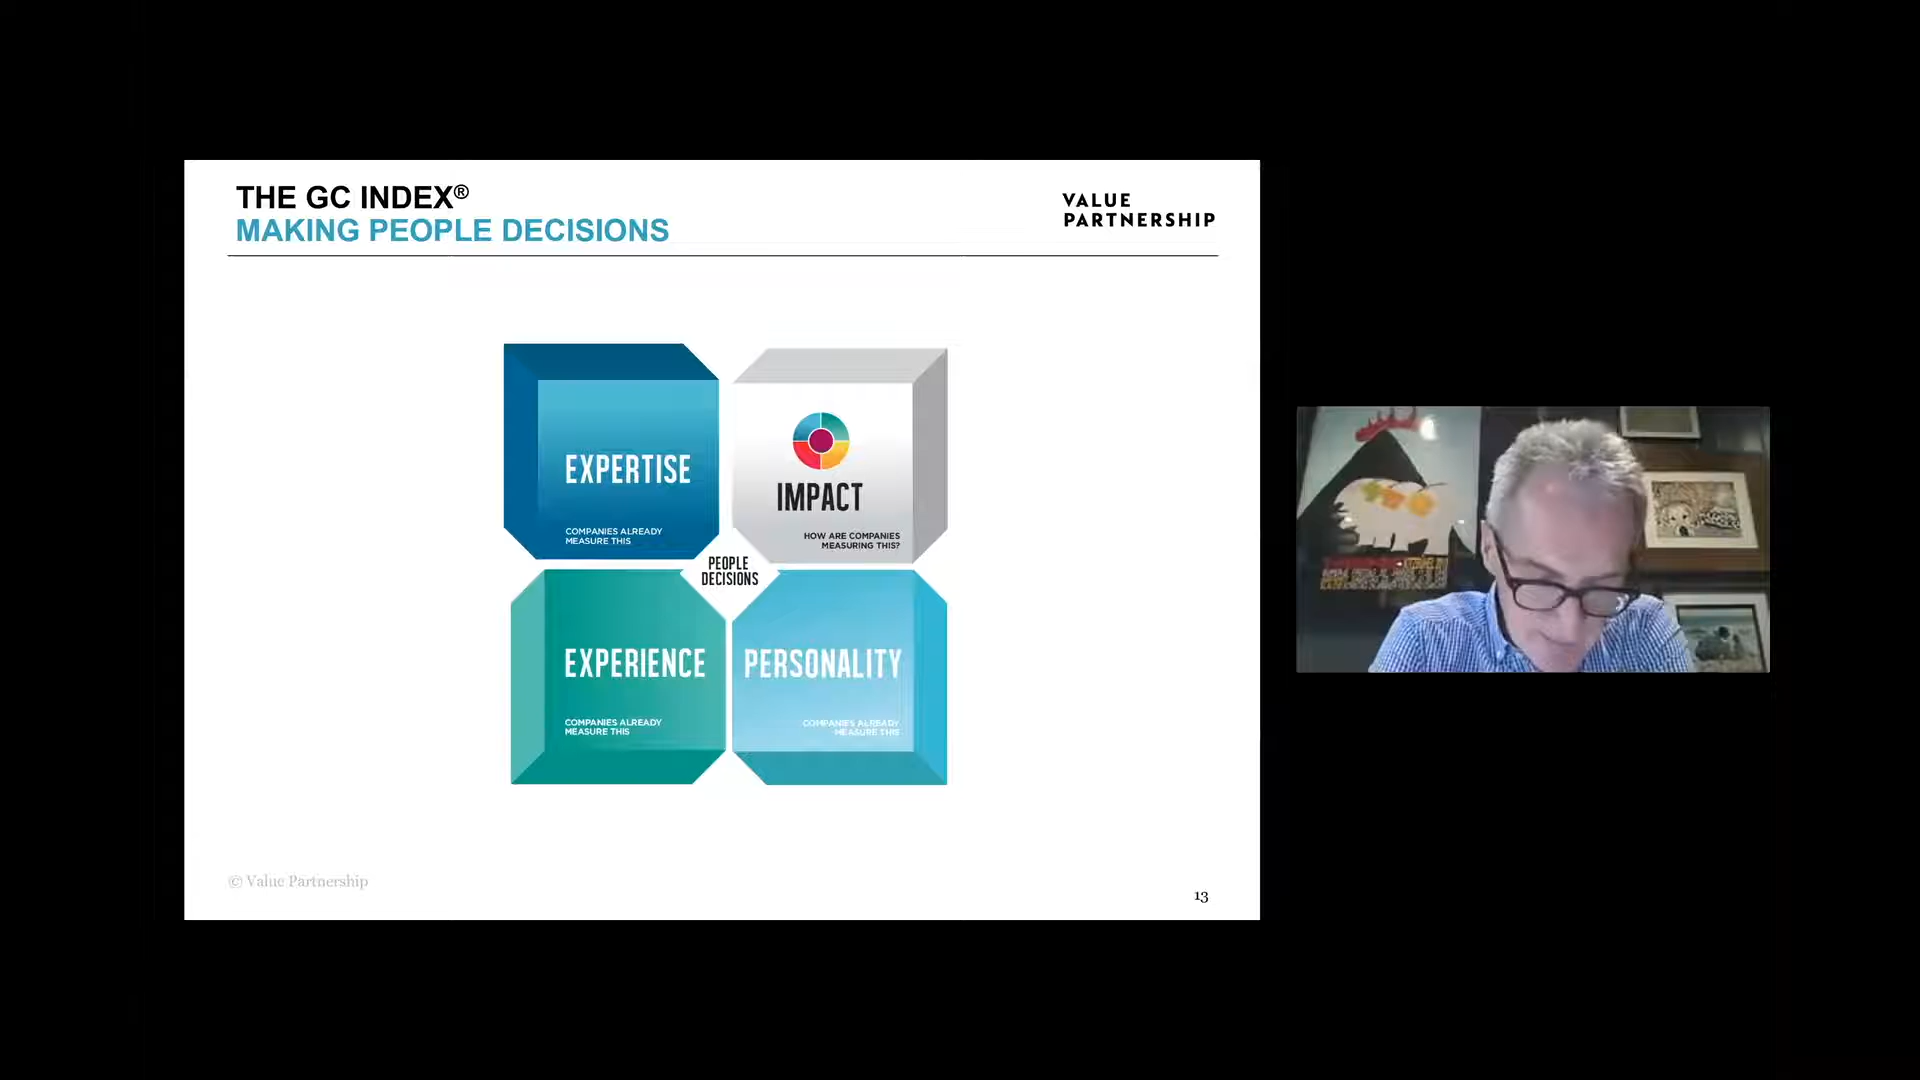 THE GC INDEX®
MAKING PEOPLE DECISIONS
VALUE
PARTNERSHIP
EXPERTISE
COMPANIES ALREADY
MEASURE THIS
IMPACT
HOW ARE COMPANIES
MEASURING THIS?
PEOPLE
DECISIONS
EXPERIENCE
COMPANIES ALREADY
MEASURE THIS
PERSONALITY
COMPANIES ALREADY
MEASURE THIS
© Value Partnership
13